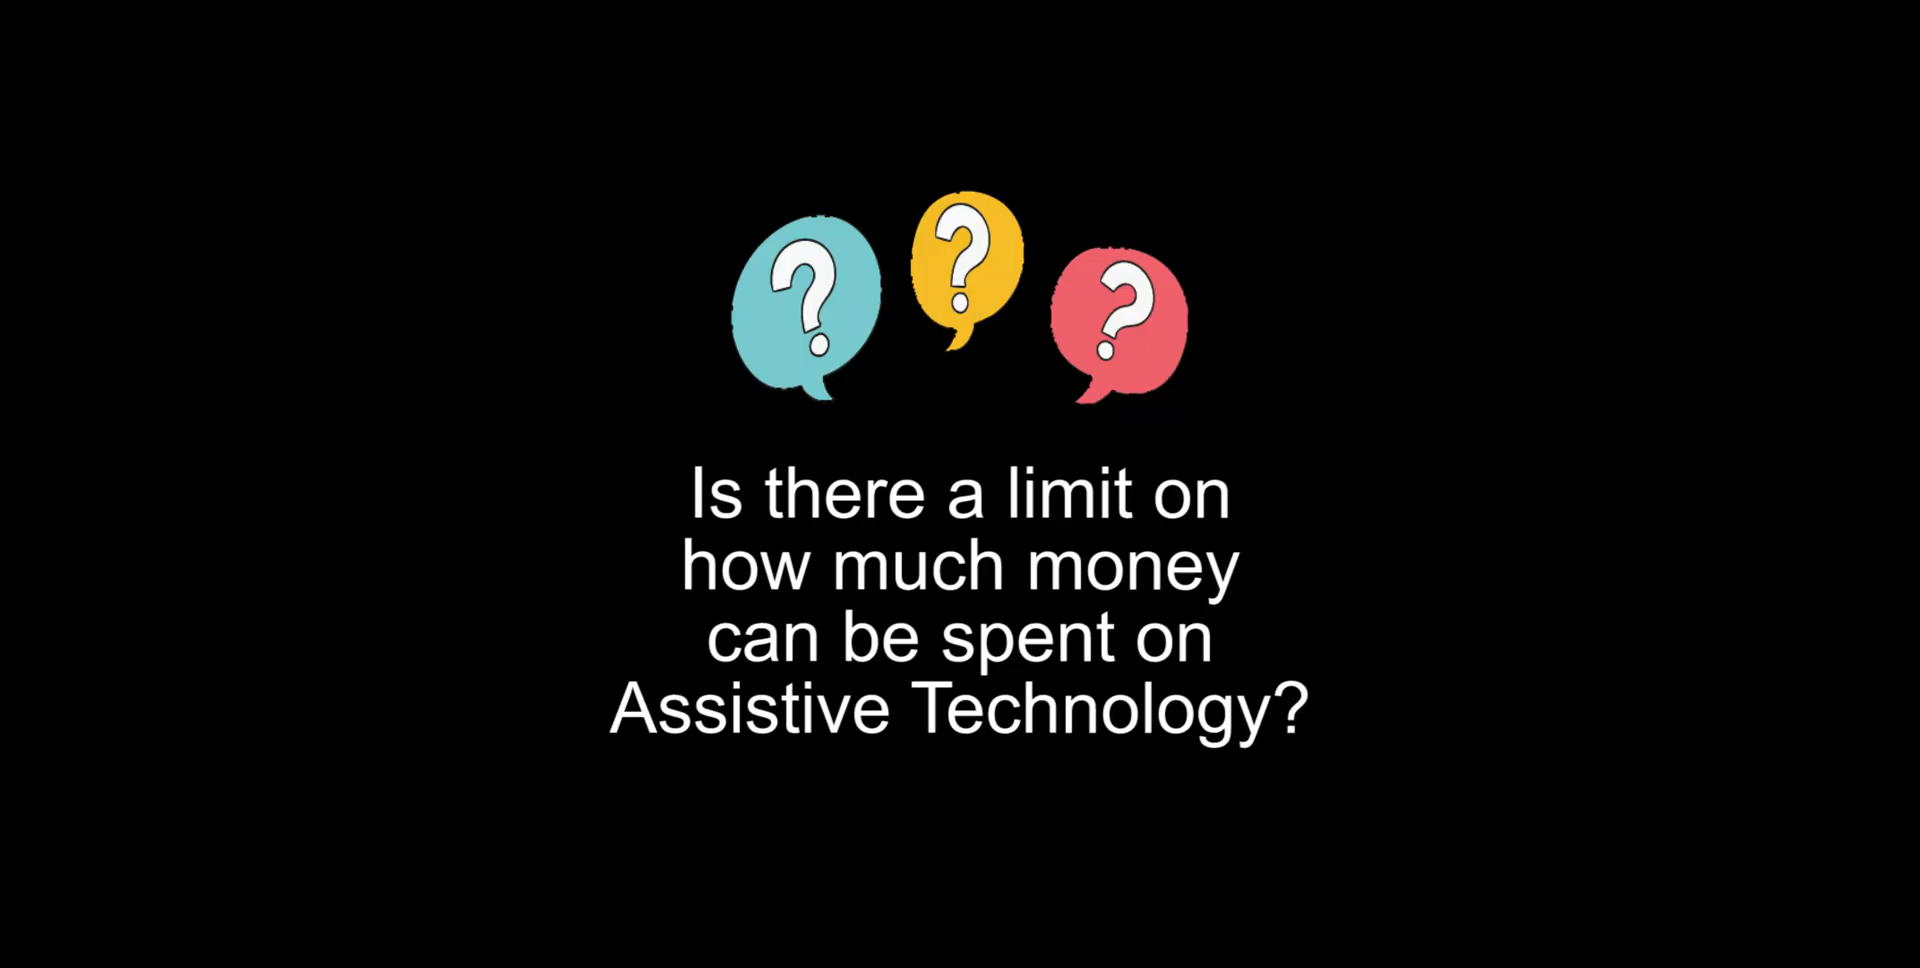 ? ? ?
Is there a limit on
how much money
can be spent on
Assistive Technology?